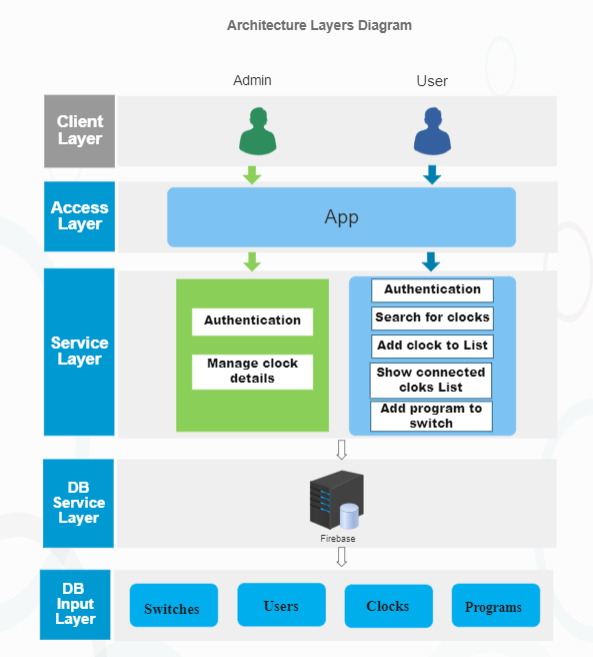 Architecture Layers Diagram
Admin
User
Client
Layer
Access
Layer
App
Service
Layer
Authentication
Manage clock
details
Authentication
Search for clocks
Add clock to List
Show connected
cloks List
Add program to
switch
DB
Service
Layer
Firebase
DB
Input
Layer
Switches
Users
Clocks
Programs